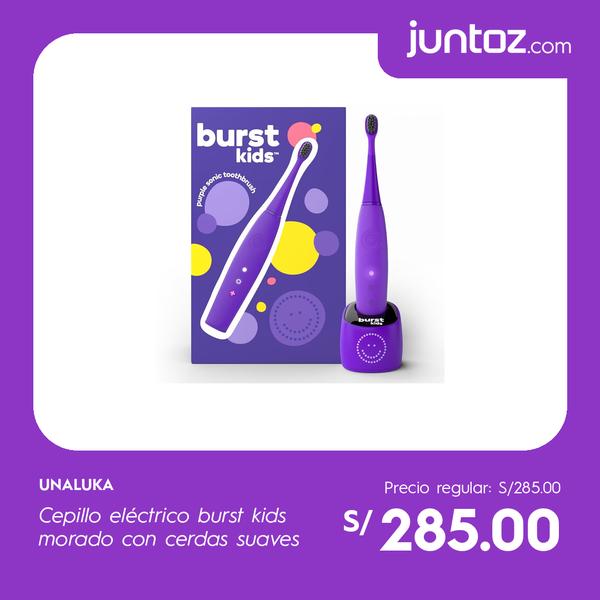 juntoz.com
burst
kids™
purple sonic toothbrush
burst
kids
UNALUKA
Cepillo eléctrico burst kids
morado con cerdas suaves
Precio regular: S/285.00
S/ 285.00